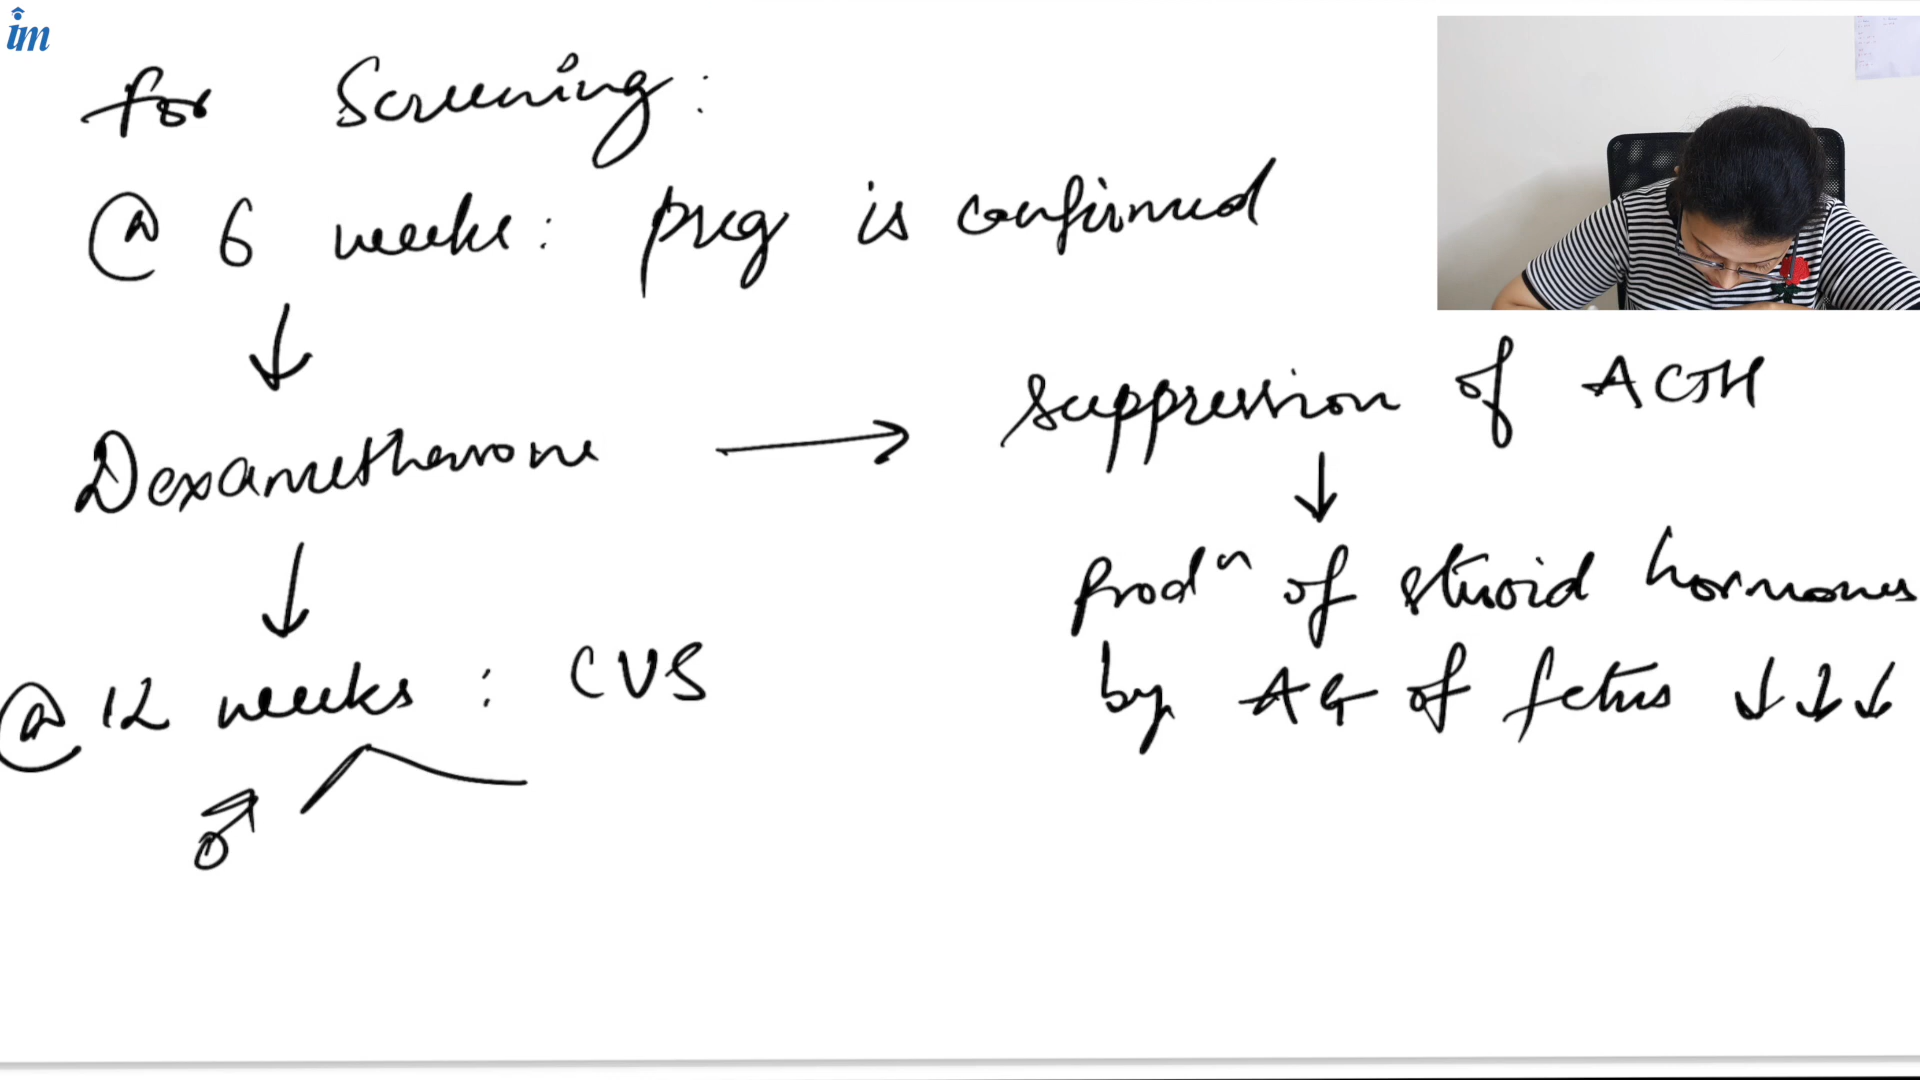 im
for Screening:
@ 6 weeks: preg is confirmed
↓
Dexamethasone → suppression of ACTH
↓ ↓
prodⁿ of steroid hormones
by AG of fetus ↓↓↓
@ 12 weeks : CVS
♂